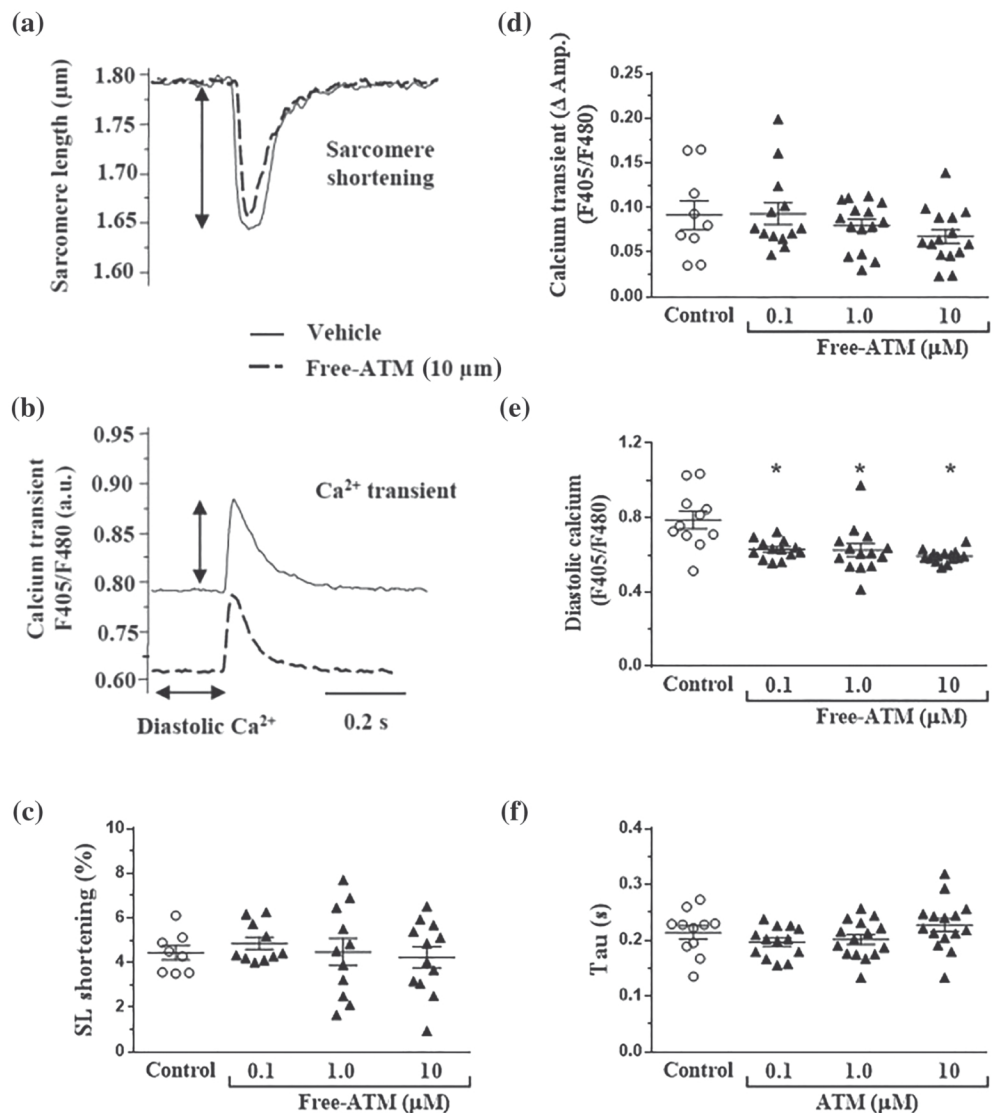 (a)
Sarcomere length (µm)
1.80
1.75
1.70
1.65
1.60
Sarcomere
shortening
Vehicle
Free-ATM (10 µm)
(b)
Calcium transient
F405/F480 (a.u.)
0.95
0.90
0.85
0.80
0.75
0.60
Ca²⁺ transient
Diastolic Ca²⁺
0.2 s
(c)
SL shortening (%)
10
8
6
4
2
0
Control
0.1
1.0
10
Free-ATM (µM)
(d)
Calcium transient (Δ Amp.)
(F405/F480)
0.25
0.20
0.15
0.10
0.05
0.00
Control
0.1
1.0
10
Free-ATM (µM)
(e)
Diastolic calcium
(F405/F480)
1.2
0.8
0.4
0.0
* * *
Control
0.1
1.0
10
Free-ATM (µM)
(f)
Tau (s)
0.4
0.3
0.2
0.1
0.0
Control
0.1
1.0
10
ATM (µM)